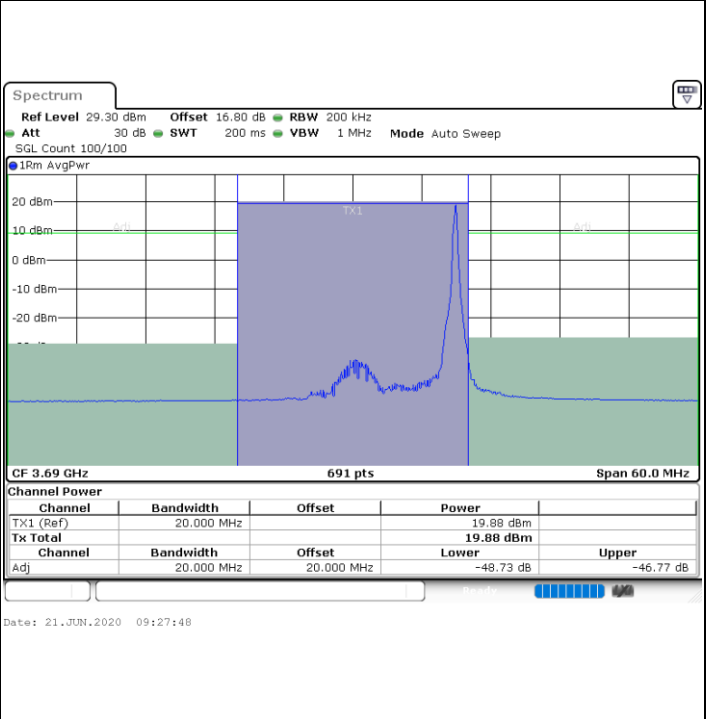 Spectrum
Ref Level 29.30 dBm Offset 16.80 dB RBW 200 kHz
Att 30 dB SWT 200 ms VBW 1 MHz Mode Auto Sweep
SGL Count 100/100
1Rm AvgPwr
20 dBm
TX1
10 dBm Adj Adj
0 dBm
-10 dBm
-20 dBm
CF 3.69 GHz 691 pts Span 60.0 MHz
Channel Power
Channel Bandwidth Offset Power
TX1 (Ref) 20.000 MHz 19.88 dBm
Tx Total 19.88 dBm
Channel Bandwidth Offset Lower Upper
Adj 20.000 MHz 20.000 MHz -48.73 dB -46.77 dB
Ready
Date: 21.JUN.2020 09:27:48